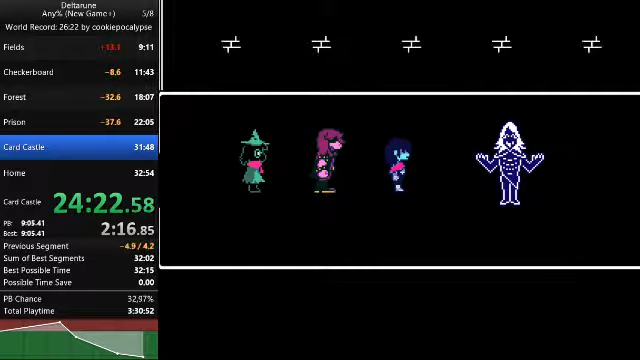 Deltarune
Any% (New Game+) 5/8
World Record: 26:22 by cookiepocalypse
Fields +13.1 9:11
Checkerboard -8.6 11:43
Forest -32.6 18:07
Prison -37.6 22:05
Card Castle 31:48
Home 32:54
Card Castle 24:22.58
PB: 9:05.41
Best: 9:05.41
2:16.85
Previous Segment -4.9 / 4.2
Sum of Best Segments 32:02
Best Possible Time 32:15
Possible Time Save 0.00
PB Chance 32,97%
Total Playtime 3:30:52